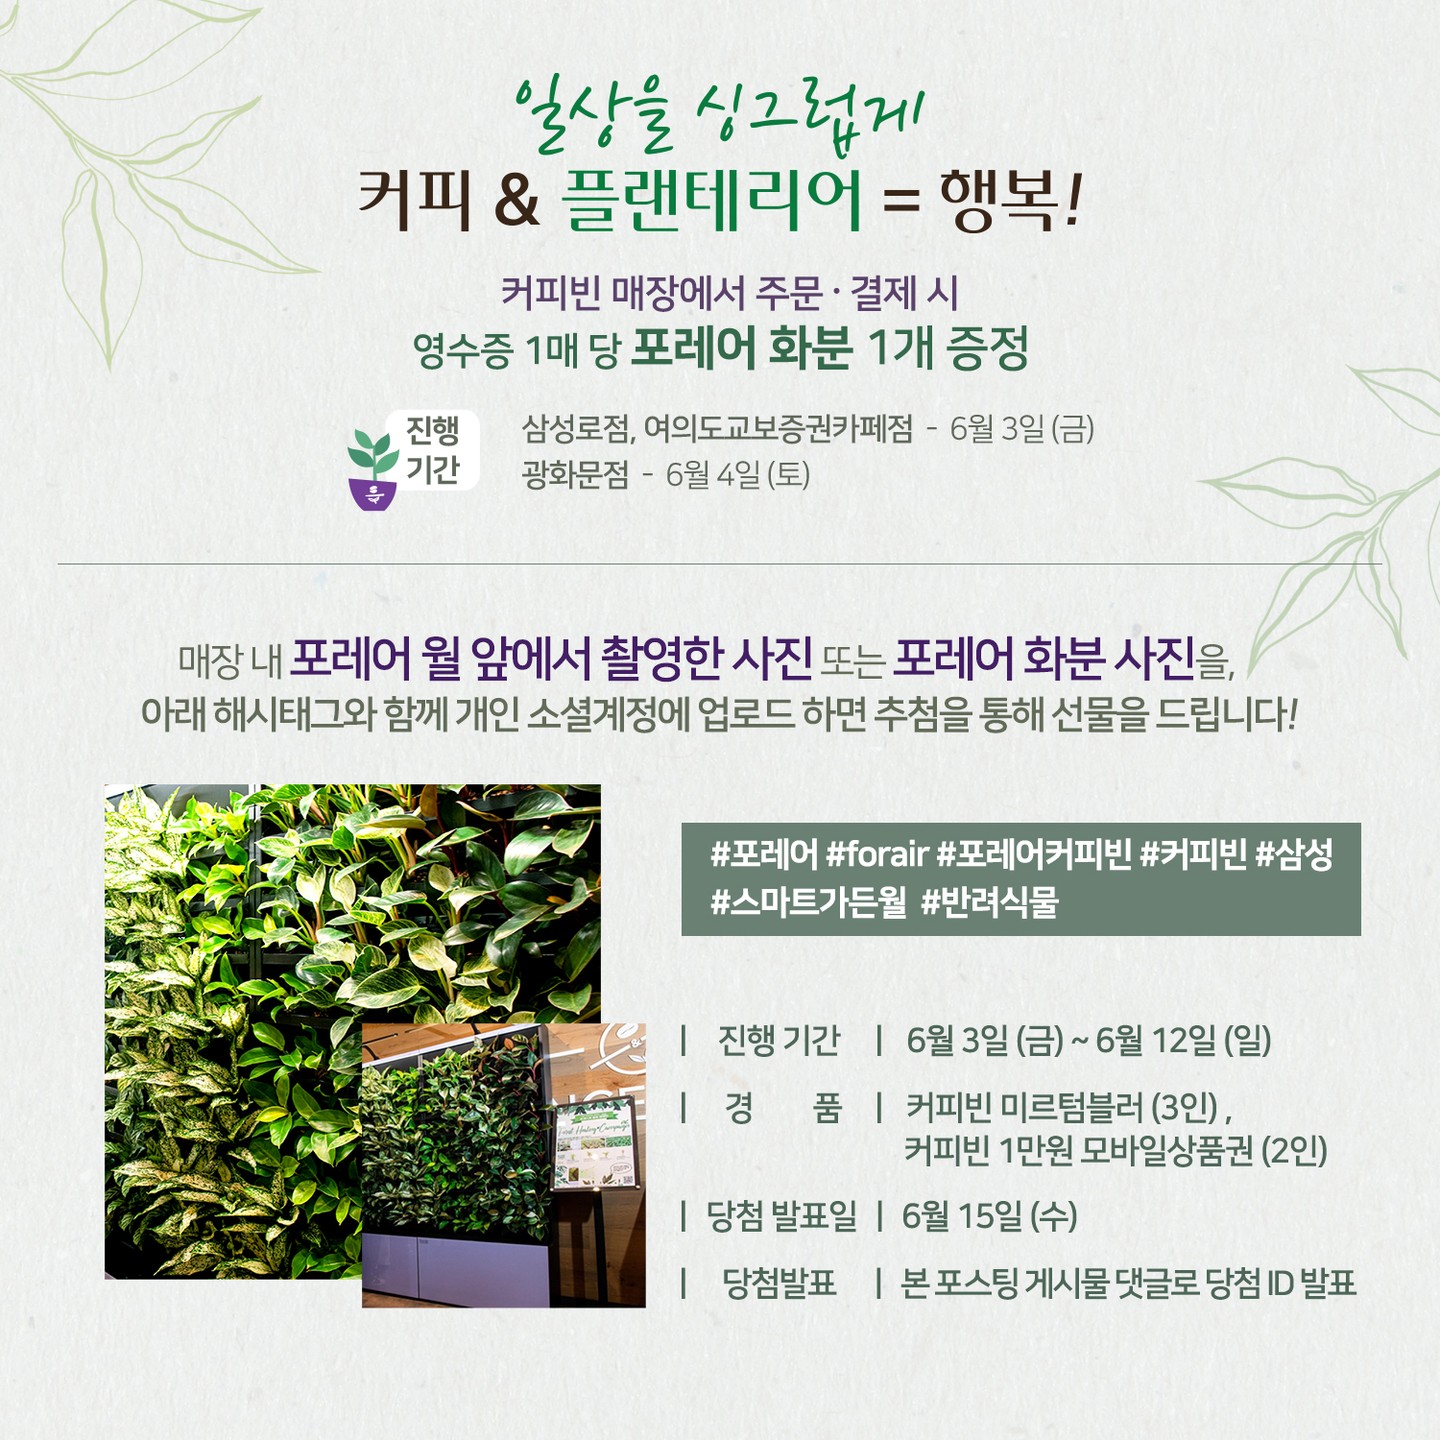 일상을 싱그럽게
커피 & 플랜테리어 = 행복!
커피빈 매장에서 주문 · 결제 시
영수증 1매 당 포레어 화분 1개 증정
진행
기간
삼성로점, 여의도교보증권카페점 - 6월 3일 (금)
광화문점 - 6월 4일 (토)
매장 내 포레어 월 앞에서 촬영한 사진 또는 포레어 화분 사진을,
아래 해시태그와 함께 개인 소셜계정에 업로드 하면 추첨을 통해 선물을 드립니다!
#포레어 #forair #포레어커피빈 #커피빈 #삼성
#스마트가든월 #반려식물
| 진행 기간 | 6월 3일 (금) ~ 6월 12일 (일)
| 경 품 | 커피빈 미르텀블러 (3인) ,
커피빈 1만원 모바일상품권 (2인)
| 당첨 발표일 | 6월 15일 (수)
| 당첨발표 | 본 포스팅 게시물 댓글로 당첨 ID 발표